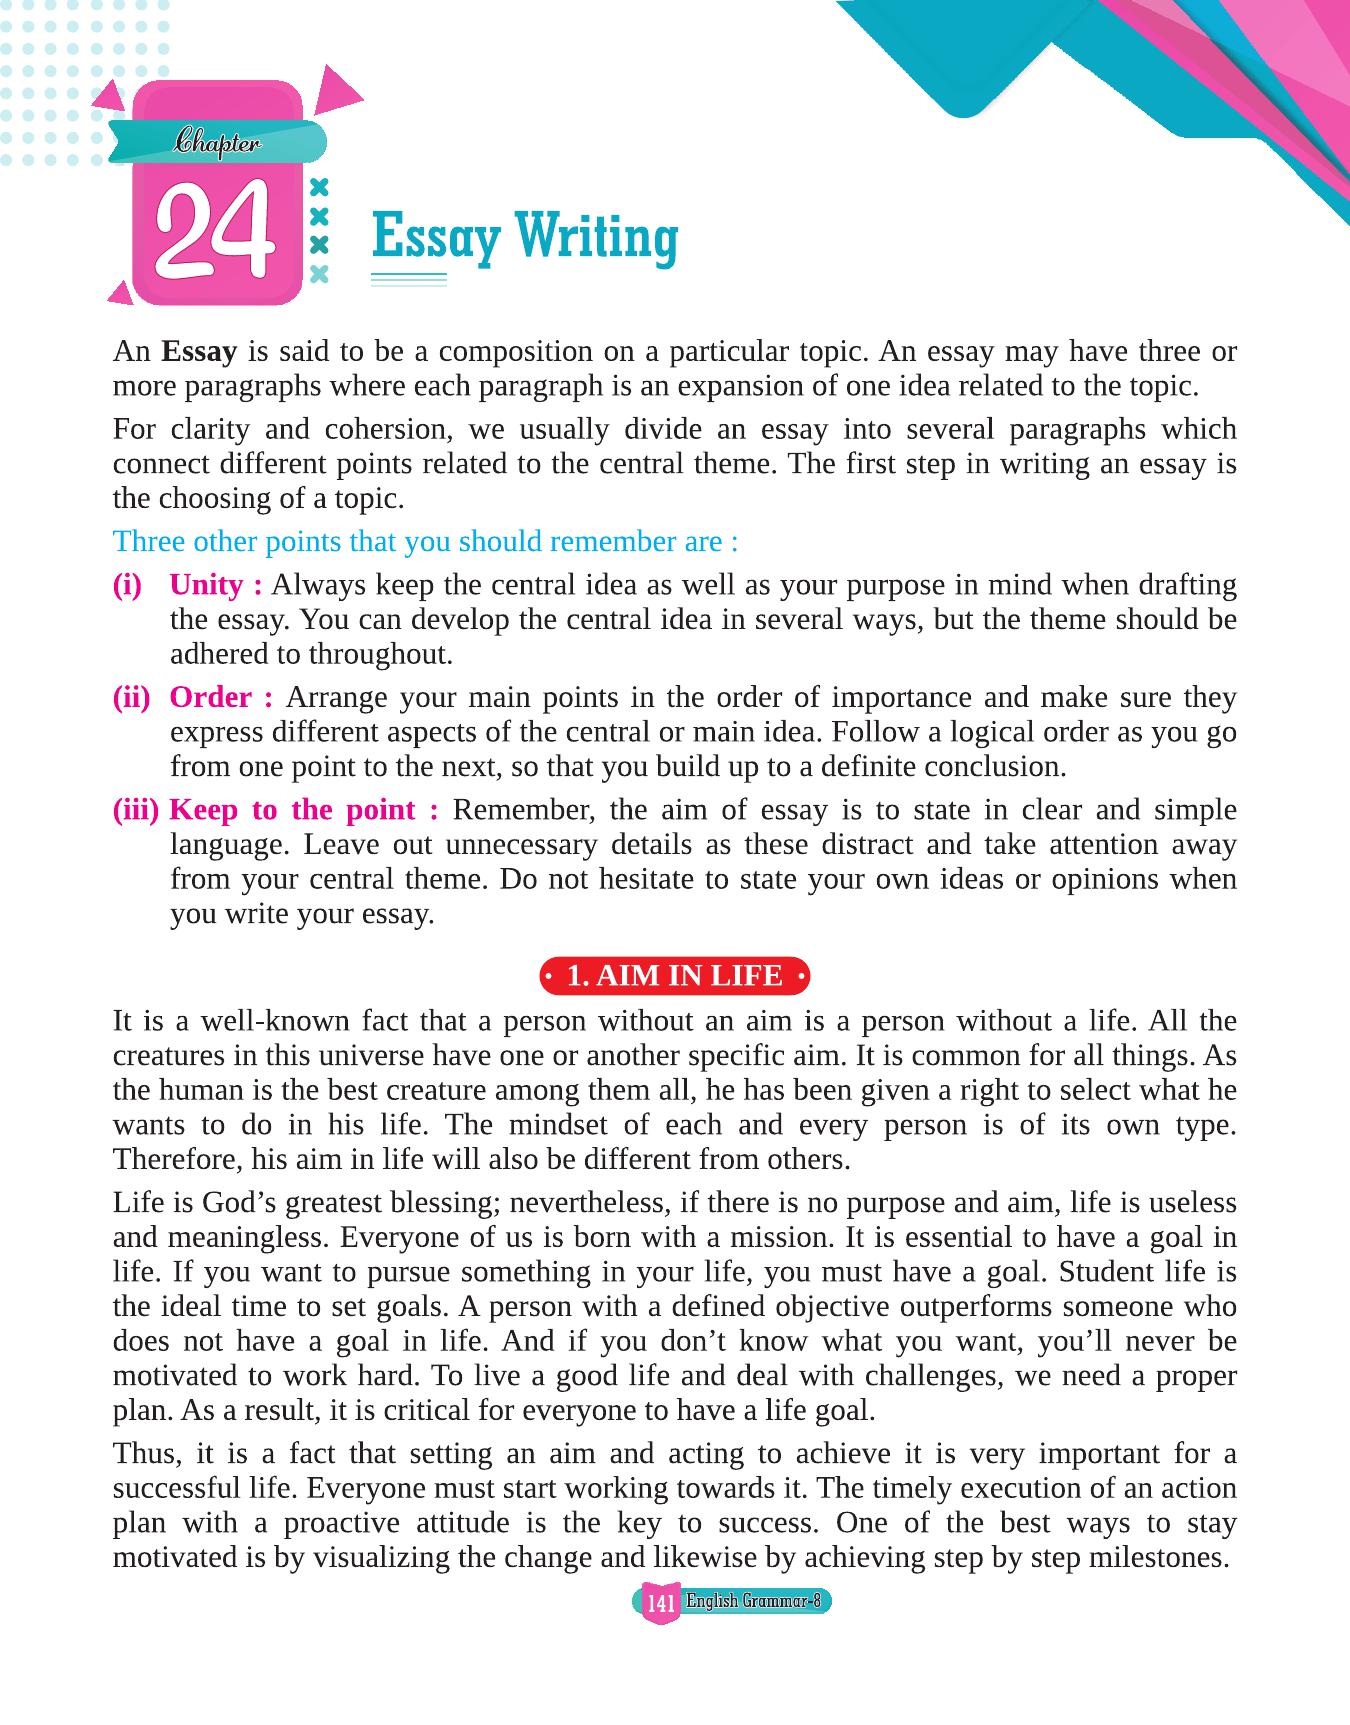 Chapter
24
Essay Writing
An Essay is said to be a composition on a particular topic. An essay may have three or
more paragraphs where each paragraph is an expansion of one idea related to the topic.
For clarity and cohersion, we usually divide an essay into several paragraphs which
connect different points related to the central theme. The first step in writing an essay is
the choosing of a topic.
Three other points that you should remember are :
(i) Unity : Always keep the central idea as well as your purpose in mind when drafting
the essay. You can develop the central idea in several ways, but the theme should be
adhered to throughout.
(ii) Order : Arrange your main points in the order of importance and make sure they
express different aspects of the central or main idea. Follow a logical order as you go
from one point to the next, so that you build up to a definite conclusion.
(iii) Keep to the point : Remember, the aim of essay is to state in clear and simple
language. Leave out unnecessary details as these distract and take attention away
from your central theme. Do not hesitate to state your own ideas or opinions when
you write your essay.
• 1. AIM IN LIFE •
It is a well-known fact that a person without an aim is a person without a life. All the
creatures in this universe have one or another specific aim. It is common for all things. As
the human is the best creature among them all, he has been given a right to select what he
wants to do in his life. The mindset of each and every person is of its own type.
Therefore, his aim in life will also be different from others.
Life is God’s greatest blessing; nevertheless, if there is no purpose and aim, life is useless
and meaningless. Everyone of us is born with a mission. It is essential to have a goal in
life. If you want to pursue something in your life, you must have a goal. Student life is
the ideal time to set goals. A person with a defined objective outperforms someone who
does not have a goal in life. And if you don’t know what you want, you’ll never be
motivated to work hard. To live a good life and deal with challenges, we need a proper
plan. As a result, it is critical for everyone to have a life goal.
Thus, it is a fact that setting an aim and acting to achieve it is very important for a
successful life. Everyone must start working towards it. The timely execution of an action
plan with a proactive attitude is the key to success. One of the best ways to stay
motivated is by visualizing the change and likewise by achieving step by step milestones.
141 English Grammar-8